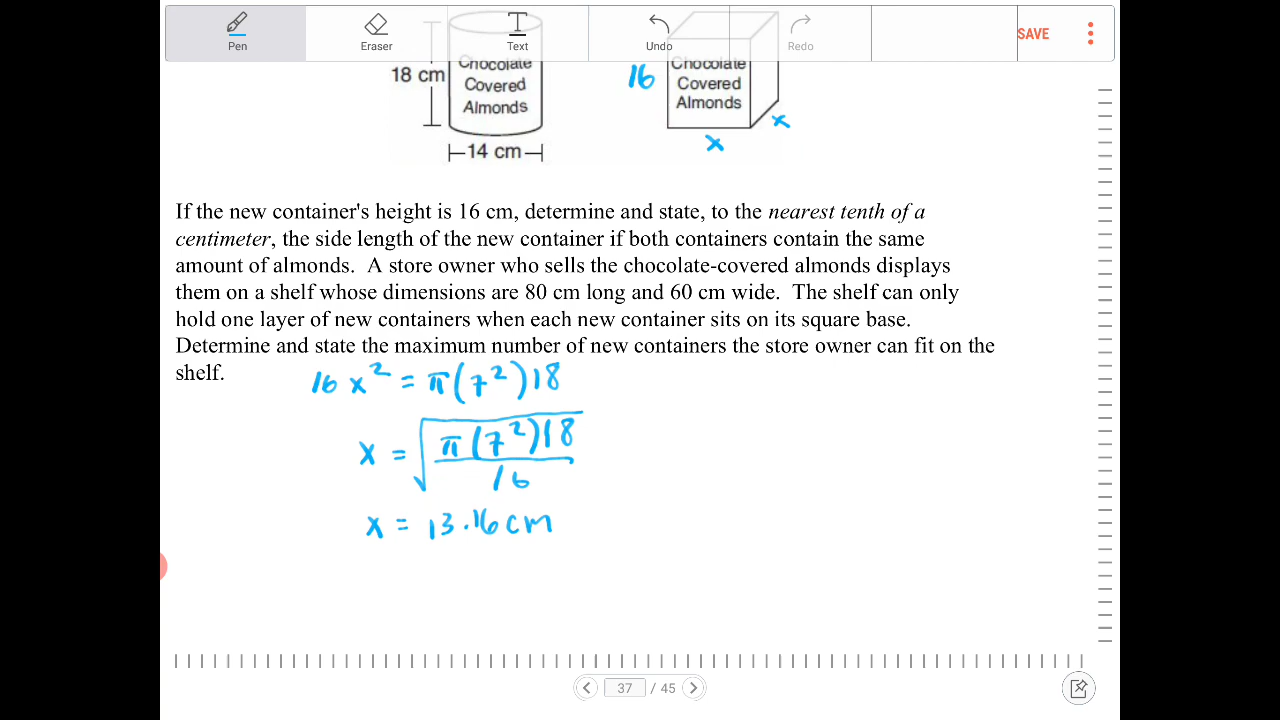 Pen
Eraser
Text
Undo
Redo
SAVE
18 cm
Chocolate
Covered
Almonds
14 cm
16
Chocolate
Covered
Almonds
x
x
If the new container's height is 16 cm, determine and state, to the nearest tenth of a
centimeter, the side length of the new container if both containers contain the same
amount of almonds. A store owner who sells the chocolate-covered almonds displays
them on a shelf whose dimensions are 80 cm long and 60 cm wide. The shelf can only
hold one layer of new containers when each new container sits on its square base.
Determine and state the maximum number of new containers the store owner can fit on the
shelf.
16 x² = π(7²)18
x = √π(7²)18
16
x = 13.16 cm
37 / 45